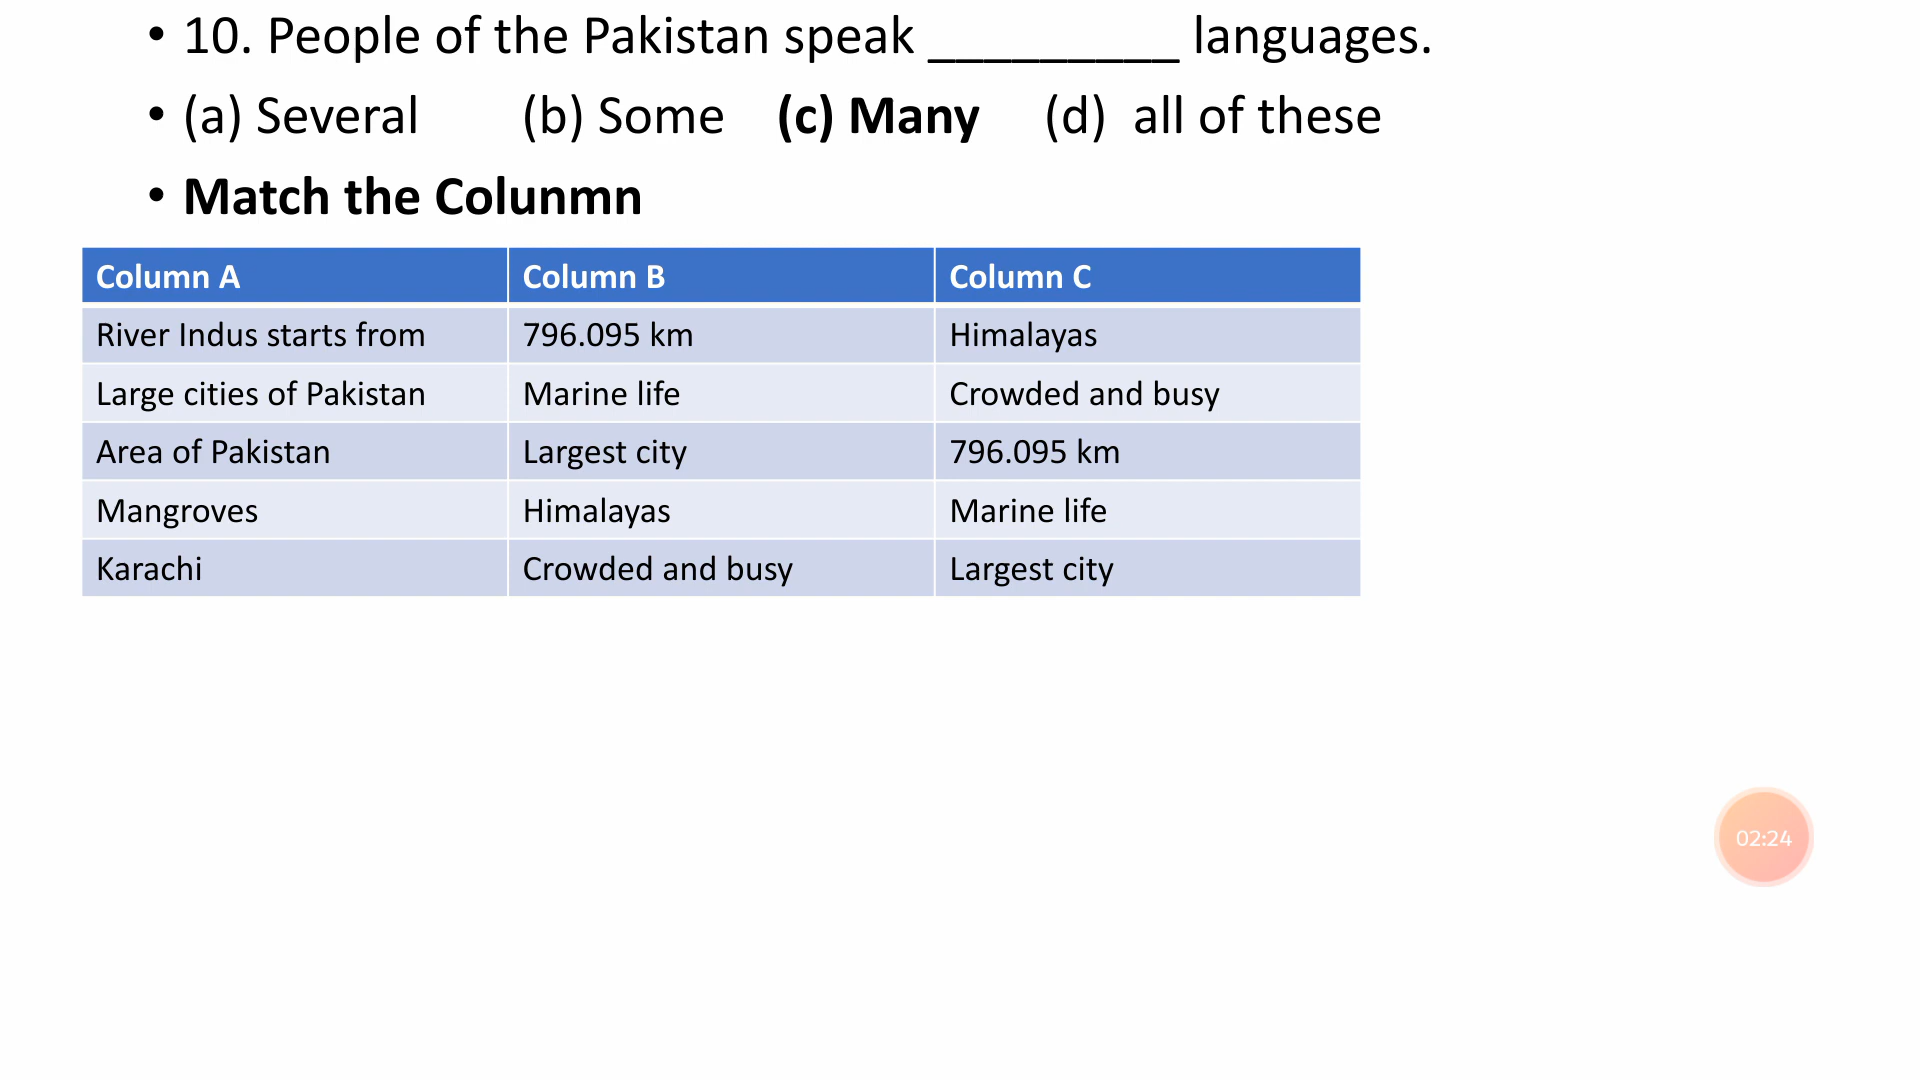 • 10. People of the Pakistan speak _________ languages.
• (a) Several (b) Some (c) Many (d) all of these
• Match the Colunmn
Column A Column B Column C
River Indus starts from 796.095 km Himalayas
Large cities of Pakistan Marine life Crowded and busy
Area of Pakistan Largest city 796.095 km
Mangroves Himalayas Marine life
Karachi Crowded and busy Largest city
02:24